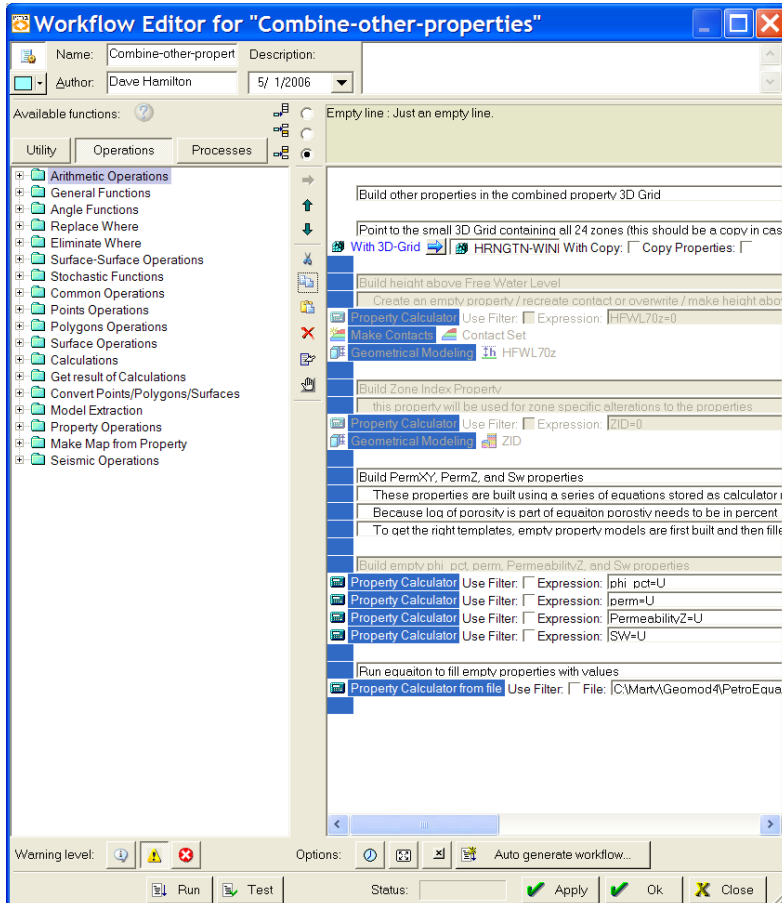 Workflow Editor for "Combine-other-properties"
Name: Combine-other-propert Description:
Author: Dave Hamilton 5/ 1/2006
Available functions:
Empty line : Just an empty line.
Utility Operations Processes
Arithmetic Operations
General Functions
Angle Functions
Replace Where
Eliminate Where
Surface-Surface Operations
Stochastic Functions
Common Operations
Points Operations
Polygons Operations
Surface Operations
Calculations
Get result of Calculations
Convert Points/Polygons/Surfaces
Model Extraction
Property Operations
Make Map from Property
Seismic Operations
Build other properties in the combined property 3D Grid
Point to the small 3D Grid containing all 24 zones (this should be a copy in cas
With 3D-Grid HRNGTN-WINI With Copy: Copy Properties:
Build height above Free Water Level
Create an empty property / recreate contact or overwrite / make height abov
Property Calculator Use Filter: Expression: HFWL70z=0
Make Contacts Contact Set
Geometrical Modeling HFWL70z
Build Zone Index Property
this property will be used for zone specific alterations to the properties
Property Calculator Use Filter: Expression: ZID=0
Geometrical Modeling ZID
Build PermXY, PermZ, and Sw properties
These properties are built using a series of equations stored as calculator
Because log of porosity is part of equaiton porostiy needs to be in percent
To get the right templates, empty property models are first built and then fille
Build empty phi_pct, perm, PermeabilityZ, and Sw properties
Property Calculator Use Filter: Expression: phi_pct=U
Property Calculator Use Filter: Expression: perm=U
Property Calculator Use Filter: Expression: PermeabilityZ=U
Property Calculator Use Filter: Expression: SW=U
Run equaiton to fill empty properties with values
Property Calculator from file Use Filter: File: C:\Marty\Geomod4\PetroEqua
Warning level: Options: Auto generate workflow...
Run Test Status: Apply Ok Close